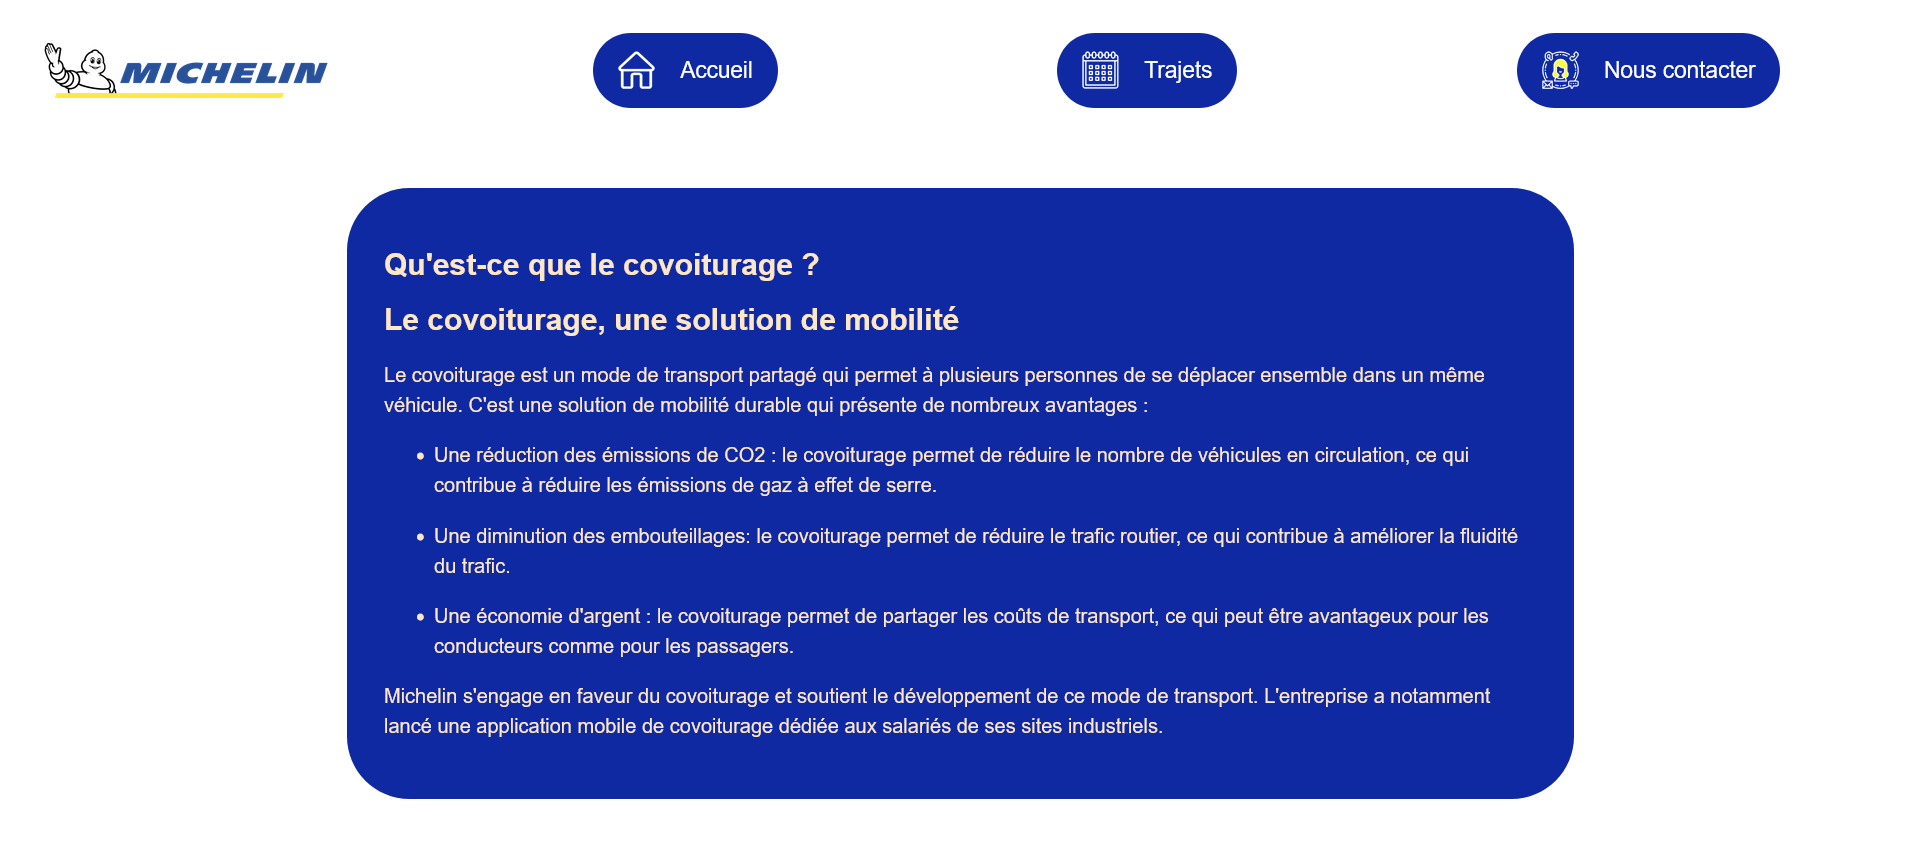 MICHELIN
Accueil
Trajets
Nous contacter
Qu'est-ce que le covoiturage ?
Le covoiturage, une solution de mobilité
Le covoiturage est un mode de transport partagé qui permet à plusieurs personnes de se déplacer ensemble dans un même
véhicule. C'est une solution de mobilité durable qui présente de nombreux avantages :
• Une réduction des émissions de CO2 : le covoiturage permet de réduire le nombre de véhicules en circulation, ce qui
contribue à réduire les émissions de gaz à effet de serre.
• Une diminution des embouteillages: le covoiturage permet de réduire le trafic routier, ce qui contribue à améliorer la fluidité
du trafic.
• Une économie d'argent : le covoiturage permet de partager les coûts de transport, ce qui peut être avantageux pour les
conducteurs comme pour les passagers.
Michelin s'engage en faveur du covoiturage et soutient le développement de ce mode de transport. L'entreprise a notamment
lancé une application mobile de covoiturage dédiée aux salariés de ses sites industriels.